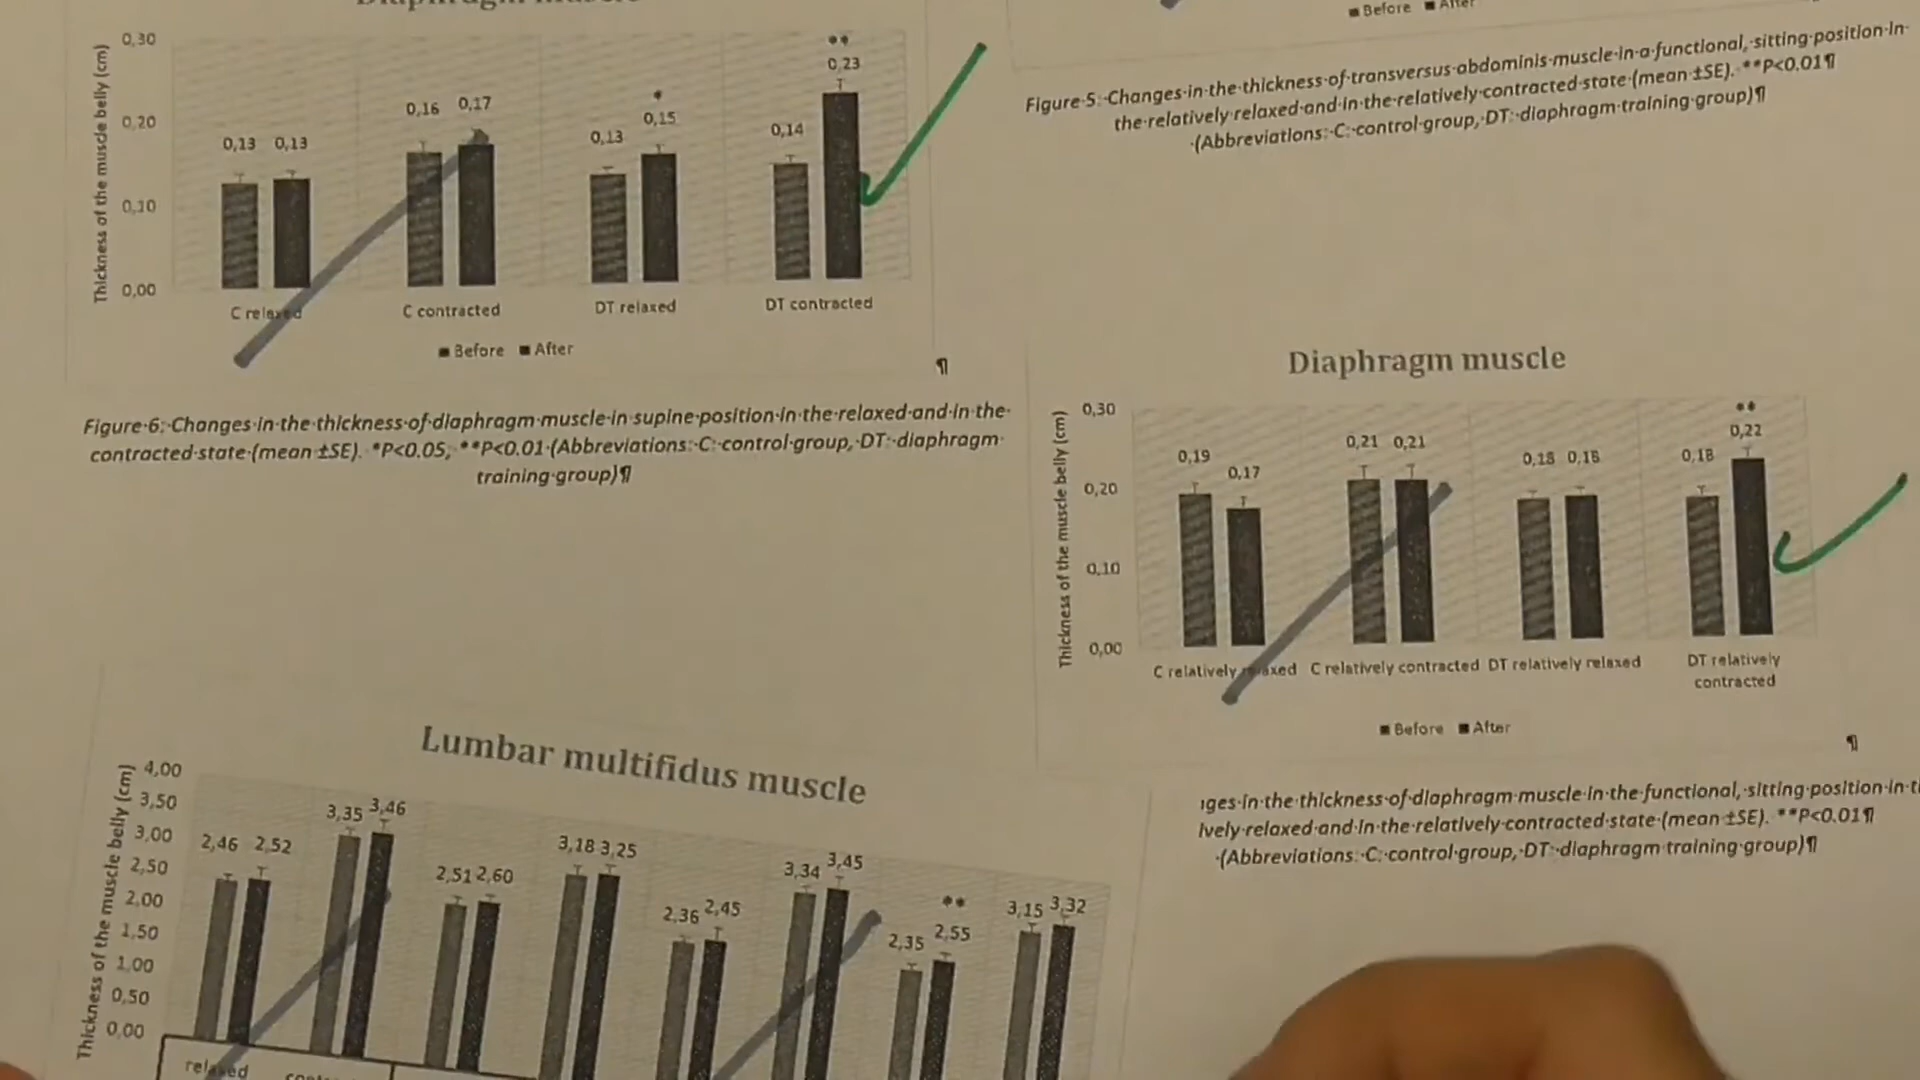 Diaphragm muscle
Thickness of the muscle belly (cm)
0,30
0,20
0,10
0,00
0,13 0,13
0,16 0,17
0,13 *
0,15
0,14 **
0,23
C relaxed C contracted DT relaxed DT contracted
Before After
¶
Figure·6:·Changes·in·the·thickness·of·diaphragm·muscle·in·supine·position·in·the·relaxed·and·in·the·
contracted·state·(mean·±SE).··*P<0.05;·**P<0.01·(Abbreviations:·C:·control·group,·DT:·diaphragm·
training·group)¶
Before After
Figure·5:·Changes·in·the·thickness·of·transversus·abdominis·muscle·in·a·functional,·sitting·position·in·
the·relatively·relaxed·and·in·the·relatively·contracted·state·(mean·±SE).·**P<0.01¶
·(Abbreviations:·C:·control·group,·DT:·diaphragm·training·group)¶
Diaphragm muscle
Thickness of the muscle belly (cm)
0,30
0,20
0,10
0,00
0,19 0,17
0,21 0,21
0,18 0,18
0,18 **
0,22
C relatively relaxed C relatively contracted DT relatively relaxed DT relatively
contracted
Before After
¶
ges·in·the·thickness·of·diaphragm·muscle·in·the·functional,·sitting·position·in·
relaxed·and·in·the·relatively·contracted·state·(mean·±SE).·**P<0.01¶
·(Abbreviations:·C:·control·group,·DT:·diaphragm·training·group)¶
Lumbar multifidus muscle
Thickness of the muscle belly (cm)
4,00
3,50
3,00
2,50
2,00
1,50
1,00
0,50
0,00
2,46 2,52
3,35 3,46
2,51 2,60
3,18 3,25
2,36 2,45
3,34 3,45
**
2,35 2,55
3,15 3,32
relaxed